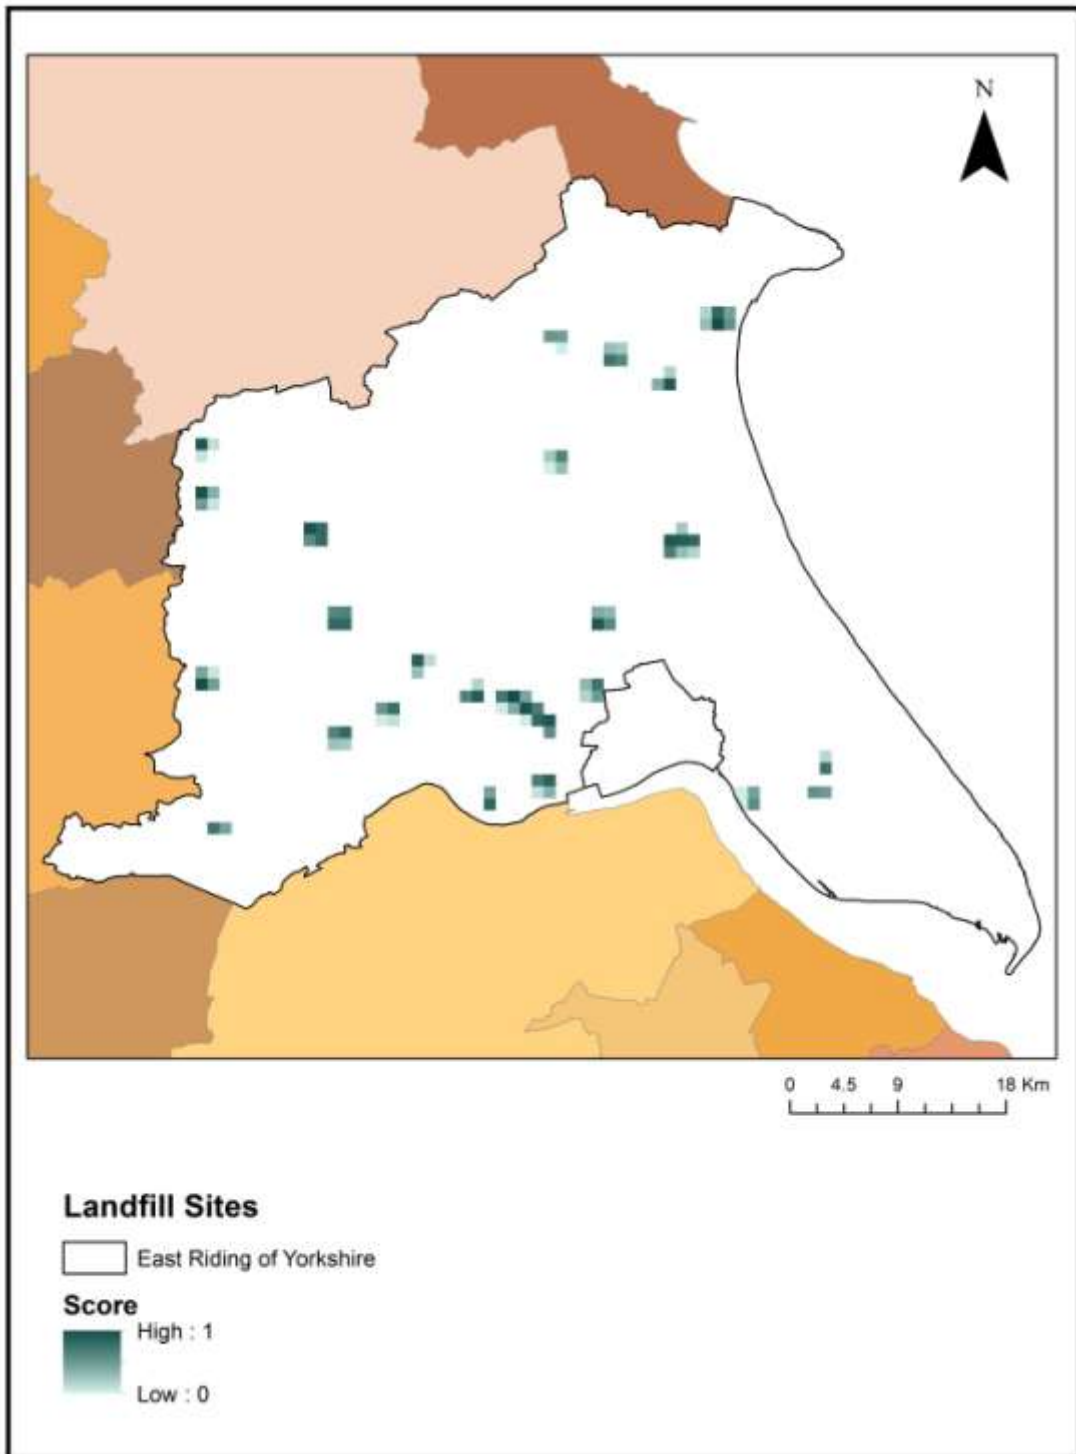 N
0 4.5 9 18 Km
Landfill Sites
East Riding of Yorkshire
Score
High : 1
Low : 0